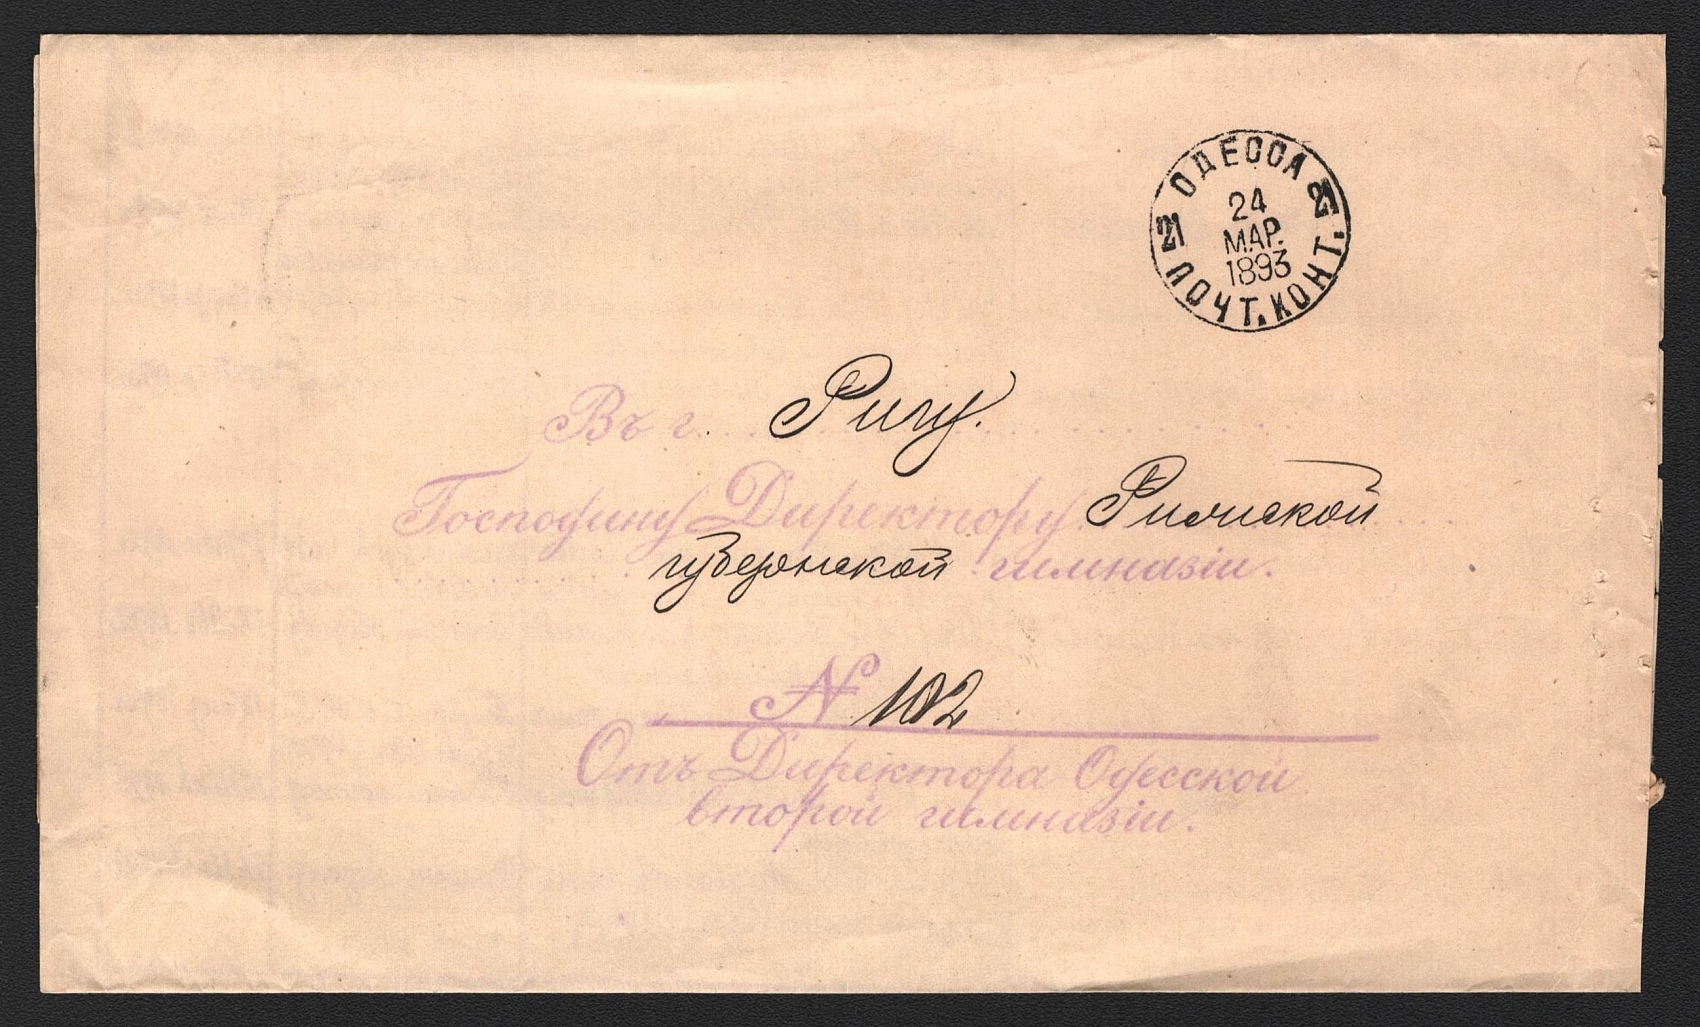 ОДЕССА
24
МАР.
1893
21 21
ПОЧТ. КОНТ.
Въ г. Ригу.
Господину Директору Рижской
губернской гимназіи.
№ 102
Отъ Директора Одесской
второй гимназіи.